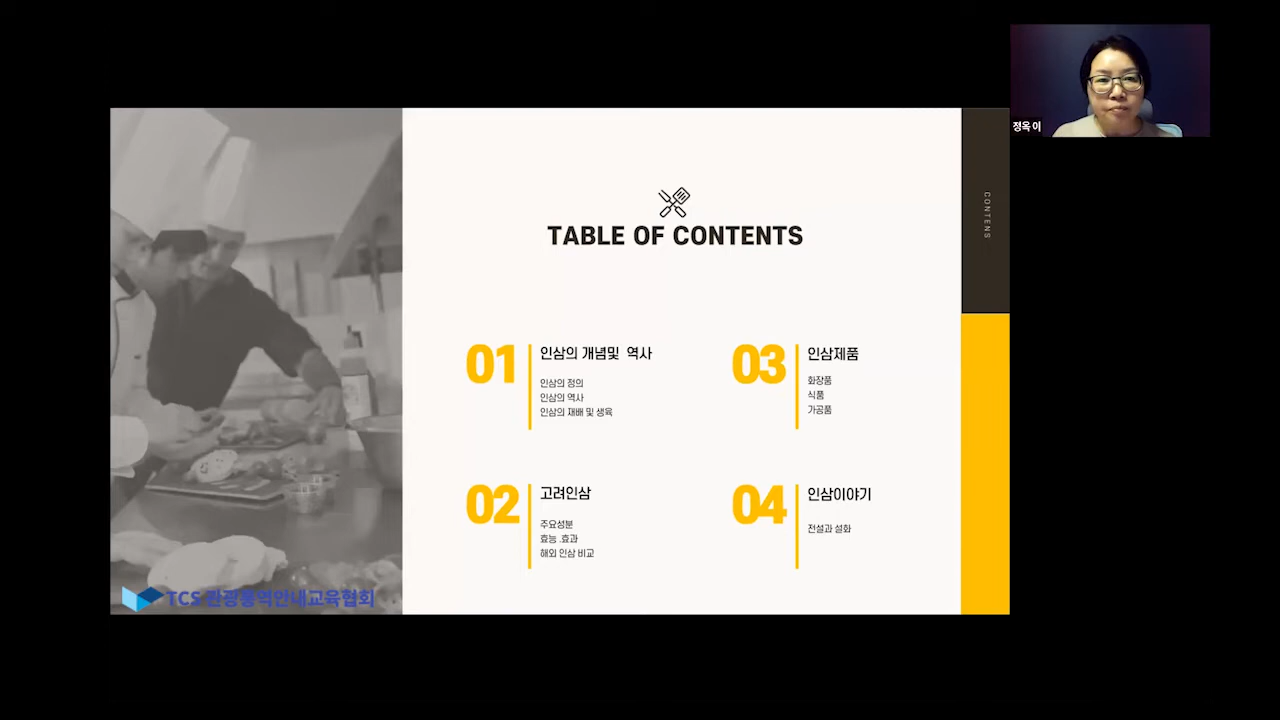 정옥 이
CONTENS
TABLE OF CONTENTS
01
인삼의 개념및 역사
인삼의 정의
인삼의 역사
인삼의 재배 및 생육
02
고려인삼
주요성분
효능 .효과
해외 인삼 비교
03
인삼제품
화장품
식품
가공품
04
인삼이야기
전설과 설화
TCS 관광통역안내교육협회